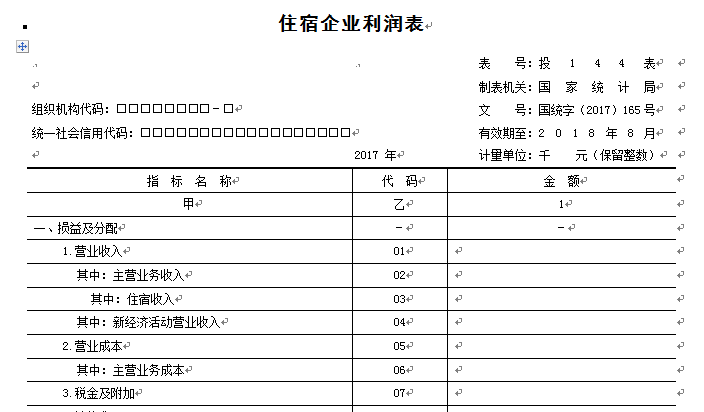 住宿企业利润表
表 号：投 1 4 4 表
制表机关：国 家 统 计 局
组织机构代码：□□□□□□□□－□
文 号：国统字（2017）165号
统一社会信用代码：□□□□□□□□□□□□□□□□□□
有效期至：2 0 1 8 年 8 月
2017 年
计量单位：千 元（保留整数）
指 标 名 称 代 码 金 额
甲 乙 1
一、损益及分配 － －
1.营业收入 01
其中：主营业务收入 02
其中：住宿收入 03
其中：新经济活动营业收入 04
2.营业成本 05
其中：主营业务成本 06
3.税金及附加 07